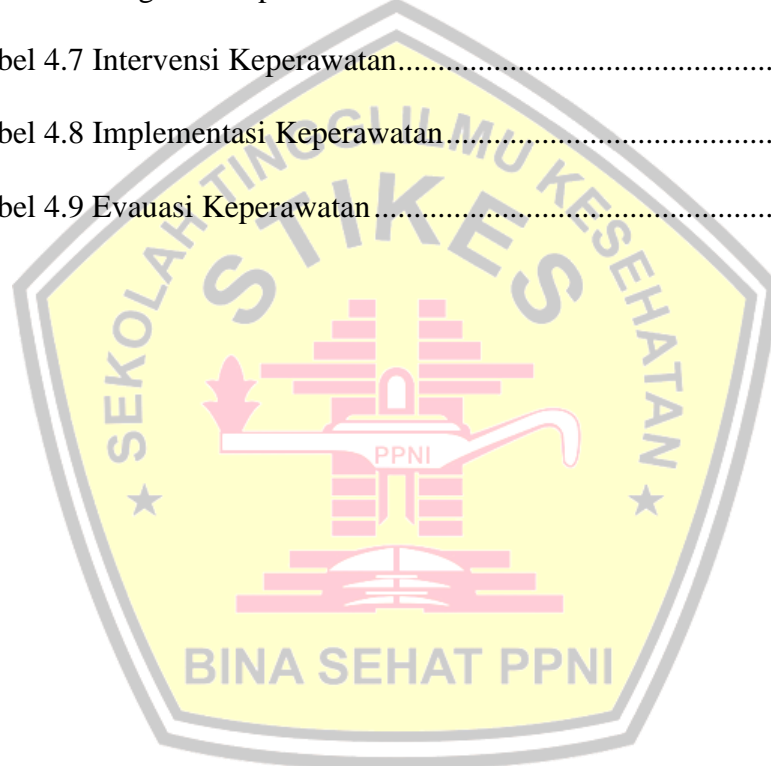 bel 4.7 Intervensi Keperawatan
bel 4.8 Implementasi Keperawatan
bel 4.9 Evauasi Keperawatan
SEKOLAH TINGGI ILMU KESEHATAN
STIKES
PPNI
BINA SEHAT PPNI